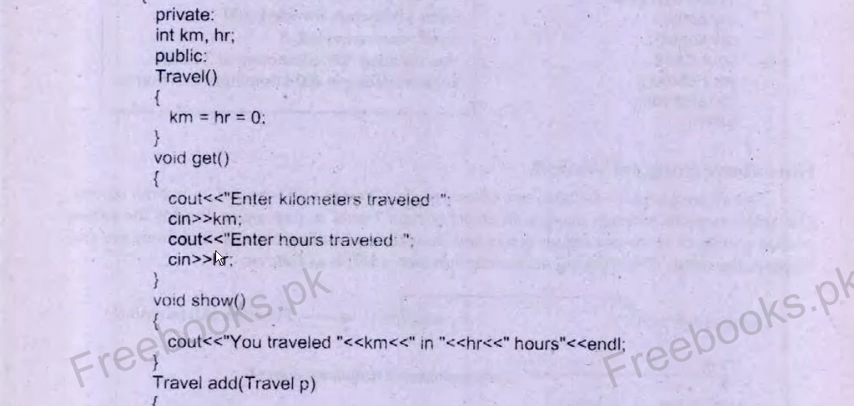 {
private:
int km, hr;
public:
Travel()
{
km = hr = 0;
}
void get()
{
cout<<"Enter kilometers traveled ";
cin>>km;
cout<<"Enter hours traveled ";
cin>>hr;
}
void show()
{
cout<<"You traveled "<<km<<" in "<<hr<<" hours"<<endl;
}
Travel add(Travel p)
{
Freebooks.pk
Freebooks.pk